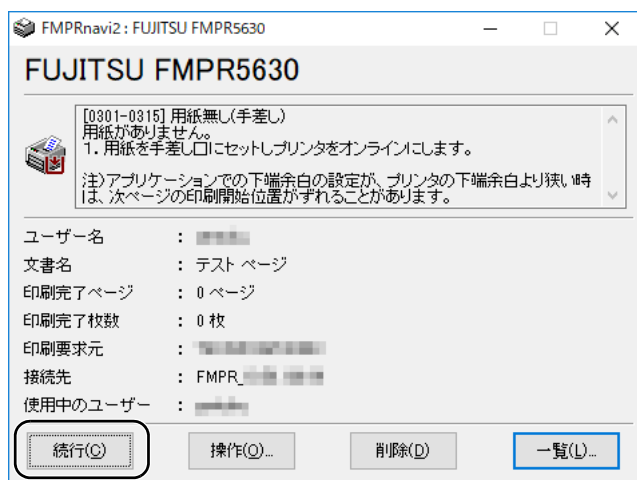 FMPRnavi2 : FUJITSU FMPR5630
FUJITSU FMPR5630
[0301-0315] 用紙無し(手差し)
用紙がありません。
1. 用紙を手差し口にセットしプリンタをオンラインにします。
注)アプリケーションでの下端余白の設定が、プリンタの下端余白より狭い時
は、次ページの印刷開始位置がずれることがあります。
ユーザー名 :
文書名 : テスト ページ
印刷完了ページ : 0 ページ
印刷完了枚数 : 0 枚
印刷要求元 :
接続先 : FMPR_
使用中のユーザー :
続行(C) 操作(O)... 削除(D) 一覧(L)...